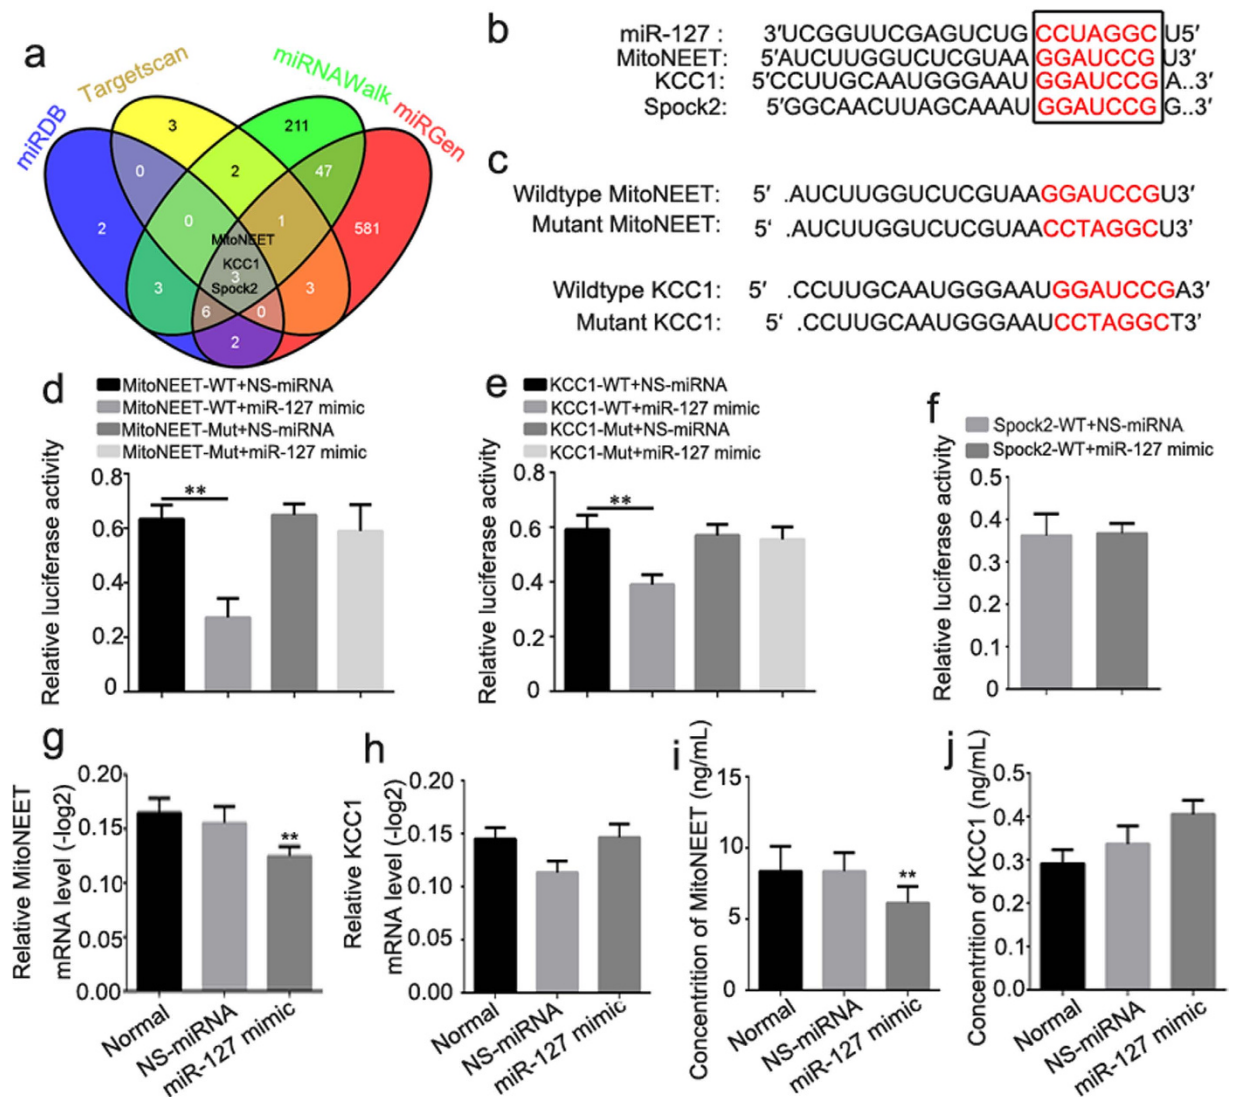 a
miRDB
Targetscan
miRNAWalk
miRGen
3
211
0
2
47
2
0
1
581
MitoNEET
KCC1
3
Spock2
3
3
6
0
2
b
miR-127 : 3′UCGGUUCGAGUCUG CCUAGGC U5′
MitoNEET: 5′AUCUUGGUCUCGUAA GGAUCCG U3′
KCC1: 5′CCUUGCAAUGGGAAU GGAUCCG A..3′
Spock2: 5′GGCAACUUAGCAAAU GGAUCCG G..3′
c
Wildtype MitoNEET: 5′ .AUCUUGGUCUCGUAAGGAUCCGU3′
Mutant MitoNEET: 5‘ .AUCUUGGUCUCGUAACCTAGGCU3′
Wildtype KCC1: 5′ .CCUUGCAAUGGGAAUGGAUCCGA3′
Mutant KCC1: 5‘ .CCUUGCAAUGGGAAUCCTAGGCT3′
d
MitoNEET-WT+NS-miRNA
MitoNEET-WT+miR-127 mimic
MitoNEET-Mut+NS-miRNA
MitoNEET-Mut+miR-127 mimic
Relative luciferase activity
0.8
0.6
0.4
0.2
0
**
e
KCC1-WT+NS-miRNA
KCC1-WT+miR-127 mimic
KCC1-Mut+NS-miRNA
KCC1-Mut+miR-127 mimic
Relative luciferase activity
0.8
0.6
0.4
0.2
0
**
f
Spock2-WT+NS-miRNA
Spock2-WT+miR-127 mimic
Relative luciferase activity
0.5
0.4
0.3
0.2
0.1
0
g
Relative MitoNEET
mRNA level (-log2)
0.20
0.15
0.10
0.05
0.00
**
Normal
NS-miRNA
miR-127 mimic
h
Relative KCC1
mRNA level (-log2)
0.20
0.15
0.10
0.05
0.00
Normal
NS-miRNA
miR-127 mimic
i
Concentrition of MitoNEET (ng/mL)
15
10
5
0
**
Normal
NS-miRNA
miR-127 mimic
j
Concentrition of KCC1 (ng/mL)
0.5
0.4
0.3
0.2
0.1
0.0
Normal
NS-miRNA
miR-127 mimic